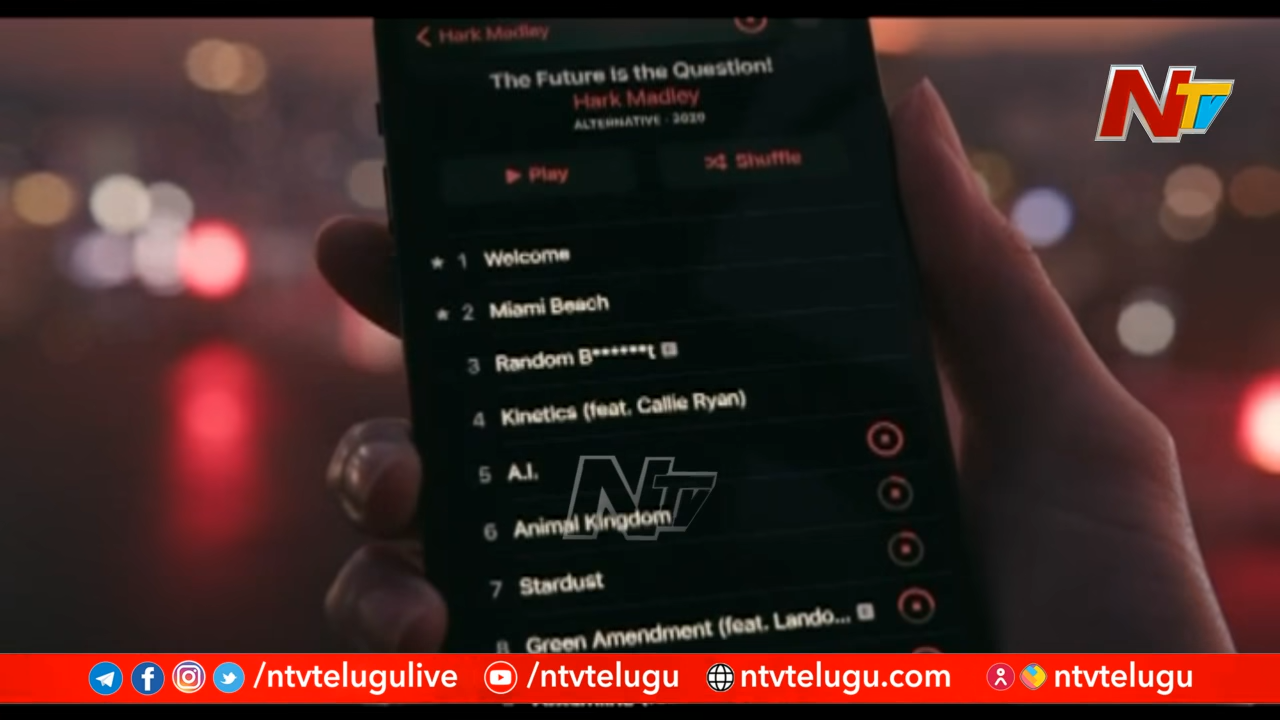 Hark Madley
The Future is the Question!
Hark Madley
ALTERNATIVE · 2020
Play
Shuffle
★ 1 Welcome
★ 2 Miami Beach
3 Random B******t E
4 Kinetics (feat. Callie Ryan)
5 A.I.
6 Animal Kingdom
7 Stardust
8 Green Amendment (feat. Lando... E
NTV
NTV
/ntvtelugulive
/ntvtelugu
ntvtelugu.com
ntvtelugu